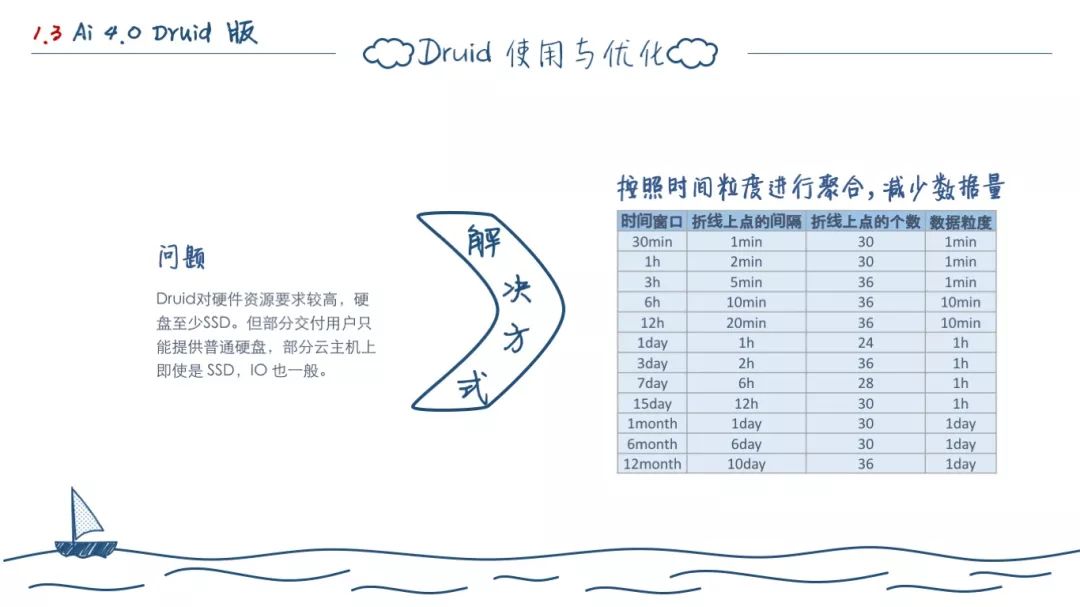 1.3 Ai 4.0 Druid 版
Druid 使用与优化
问题
Druid对硬件资源要求较高，硬
盘至少SSD。但部分交付用户只
能提供普通硬盘，部分云主机上
即使是 SSD，IO 也一般。
解
决
方
式
按照时间粒度进行聚合，减少数据量
时间窗口 折线上点的间隔 折线上点的个数 数据粒度
30min 1min 30 1min
1h 2min 30 1min
3h 5min 36 1min
6h 10min 36 10min
12h 20min 36 10min
1day 1h 24 1h
3day 2h 36 1h
7day 6h 28 1h
15day 12h 30 1h
1month 1day 30 1day
6month 6day 30 1day
12month 10day 36 1day